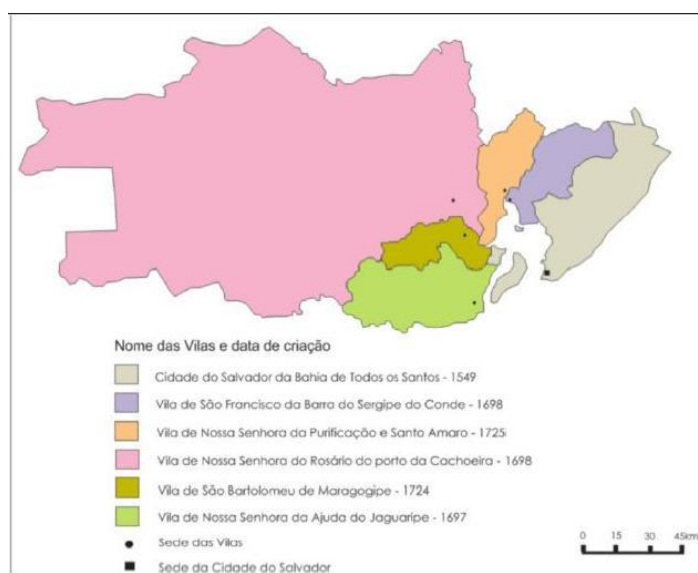 Nome das Vilas e data de criação
Cidade do Salvador da Bahia de Todos os Santos - 1549
Vila de São Francisco da Barra do Sergipe do Conde - 1698
Vila de Nossa Senhora da Purificação e Santo Amaro - 1725
Vila de Nossa Senhora do Rosário do porto da Cachoeira - 1698
Vila de São Bartolomeu de Maragogipe - 1724
Vila de Nossa Senhora da Ajuda do Jaguaripe - 1697
Sede das Vilas
Sede da Cidade do Salvador
0 15 30 45km